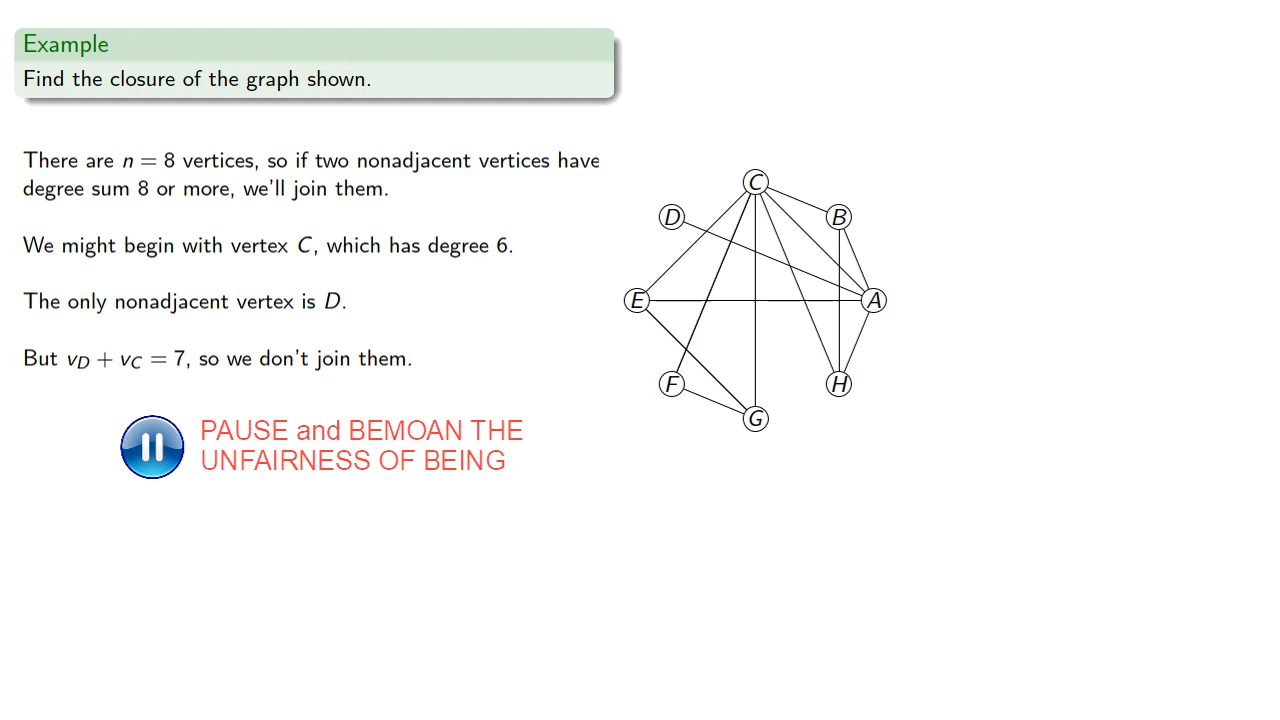 Example
Find the closure of the graph shown.
There are n = 8 vertices, so if two nonadjacent vertices have
degree sum 8 or more, we'll join them.
We might begin with vertex C, which has degree 6.
The only nonadjacent vertex is D.
But vD + vC = 7, so we don't join them.
PAUSE and BEMOAN THE
UNFAIRNESS OF BEING
C
D
B
E
A
F
H
G